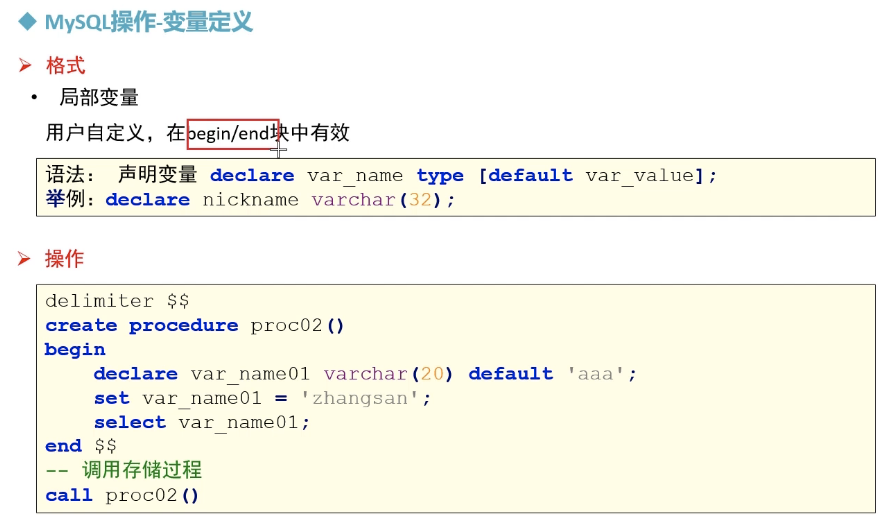 MySQL操作-变量定义
格式
• 局部变量
用户自定义，在begin/end块中有效
语法： 声明变量 declare var_name type [default var_value];
举例：declare nickname varchar(32);
操作
delimiter $$
create procedure proc02()
begin
    declare var_name01 varchar(20) default 'aaa';
    set var_name01 = 'zhangsan';
    select var_name01;
end $$
-- 调用存储过程
call proc02()